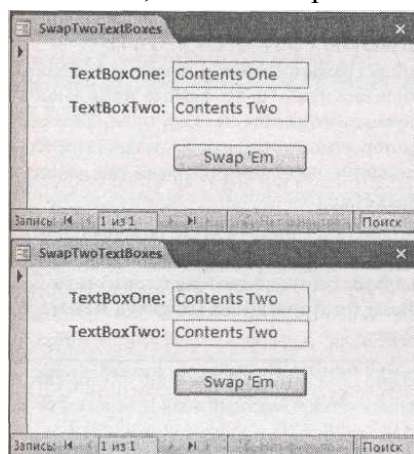 SwapTwoTextBoxes
TextBoxOne: Contents One
TextBoxTwo: Contents Two
Swap 'Em
Запись: 1 из 1 Поиск
SwapTwoTextBoxes
TextBoxOne: Contents Two
TextBoxTwo: Contents Two
Swap 'Em
Запись: 1 из 1 Поиск